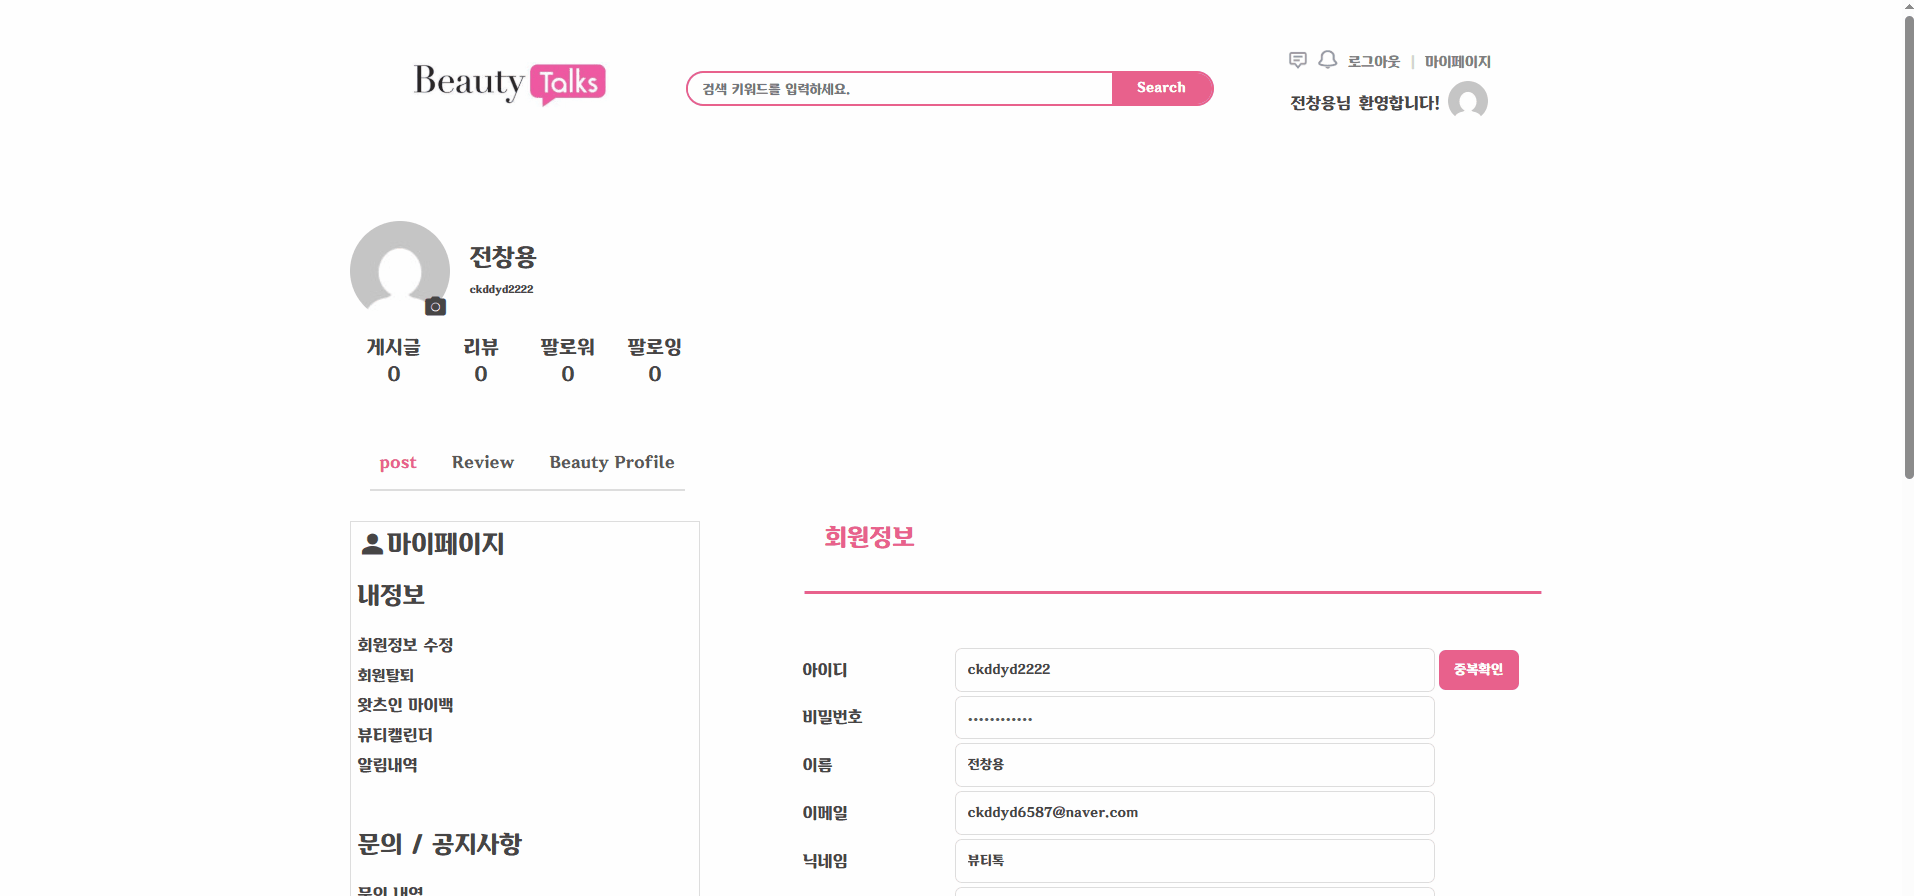 Beauty Talks
검색 키워드를 입력하세요.
Search
로그아웃 | 마이페이지
전창용님 환영합니다!
전창용
ckddyd2222
게시글 리뷰 팔로워 팔로잉
0 0 0 0
post Review Beauty Profile
마이페이지
내정보
회원정보 수정
회원탈퇴
왓츠인 마이백
뷰티캘린더
알림내역
문의 / 공지사항
문의 내역
회원정보
아이디 ckddyd2222 중복확인
비밀번호 ............
이름 전창용
이메일 ckddyd6587@naver.com
닉네임 뷰티톡